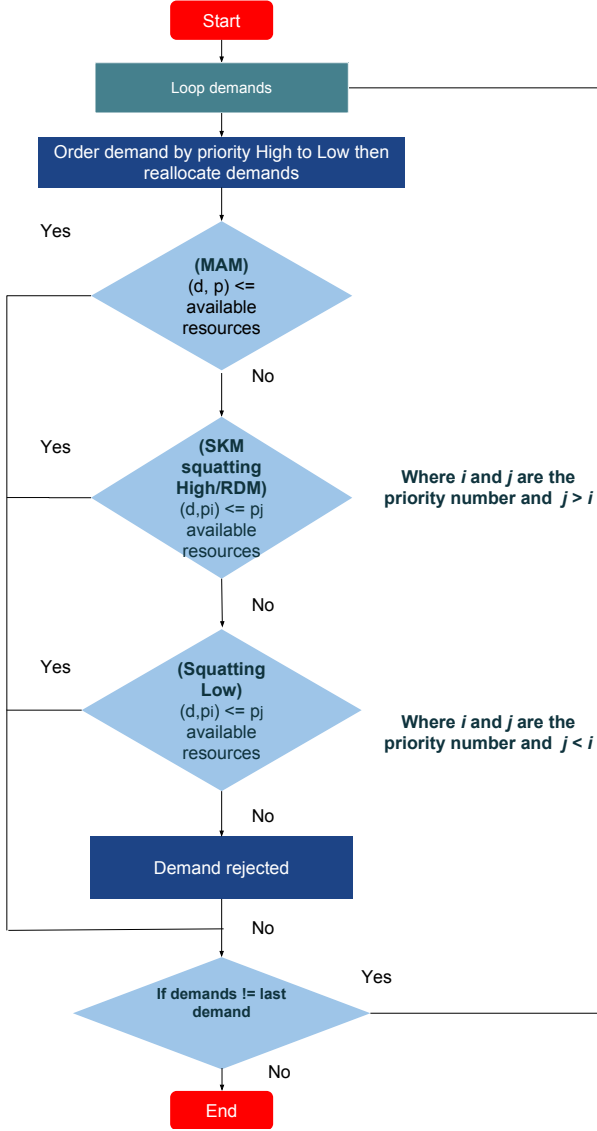 Start
Loop demands
Order demand by priority High to Low then
reallocate demands
Yes
(MAM)
(d, p) <=
available
resources
No
Yes
(SKM
squatting
High/RDM)
(d,pi) <= pj
available
resources
Where i and j are the
priority number and j > i
No
Yes
(Squatting
Low)
(d,pi) <= pj
available
resources
Where i and j are the
priority number and j < i
No
Demand rejected
No
If demands != last
demand
Yes
No
End